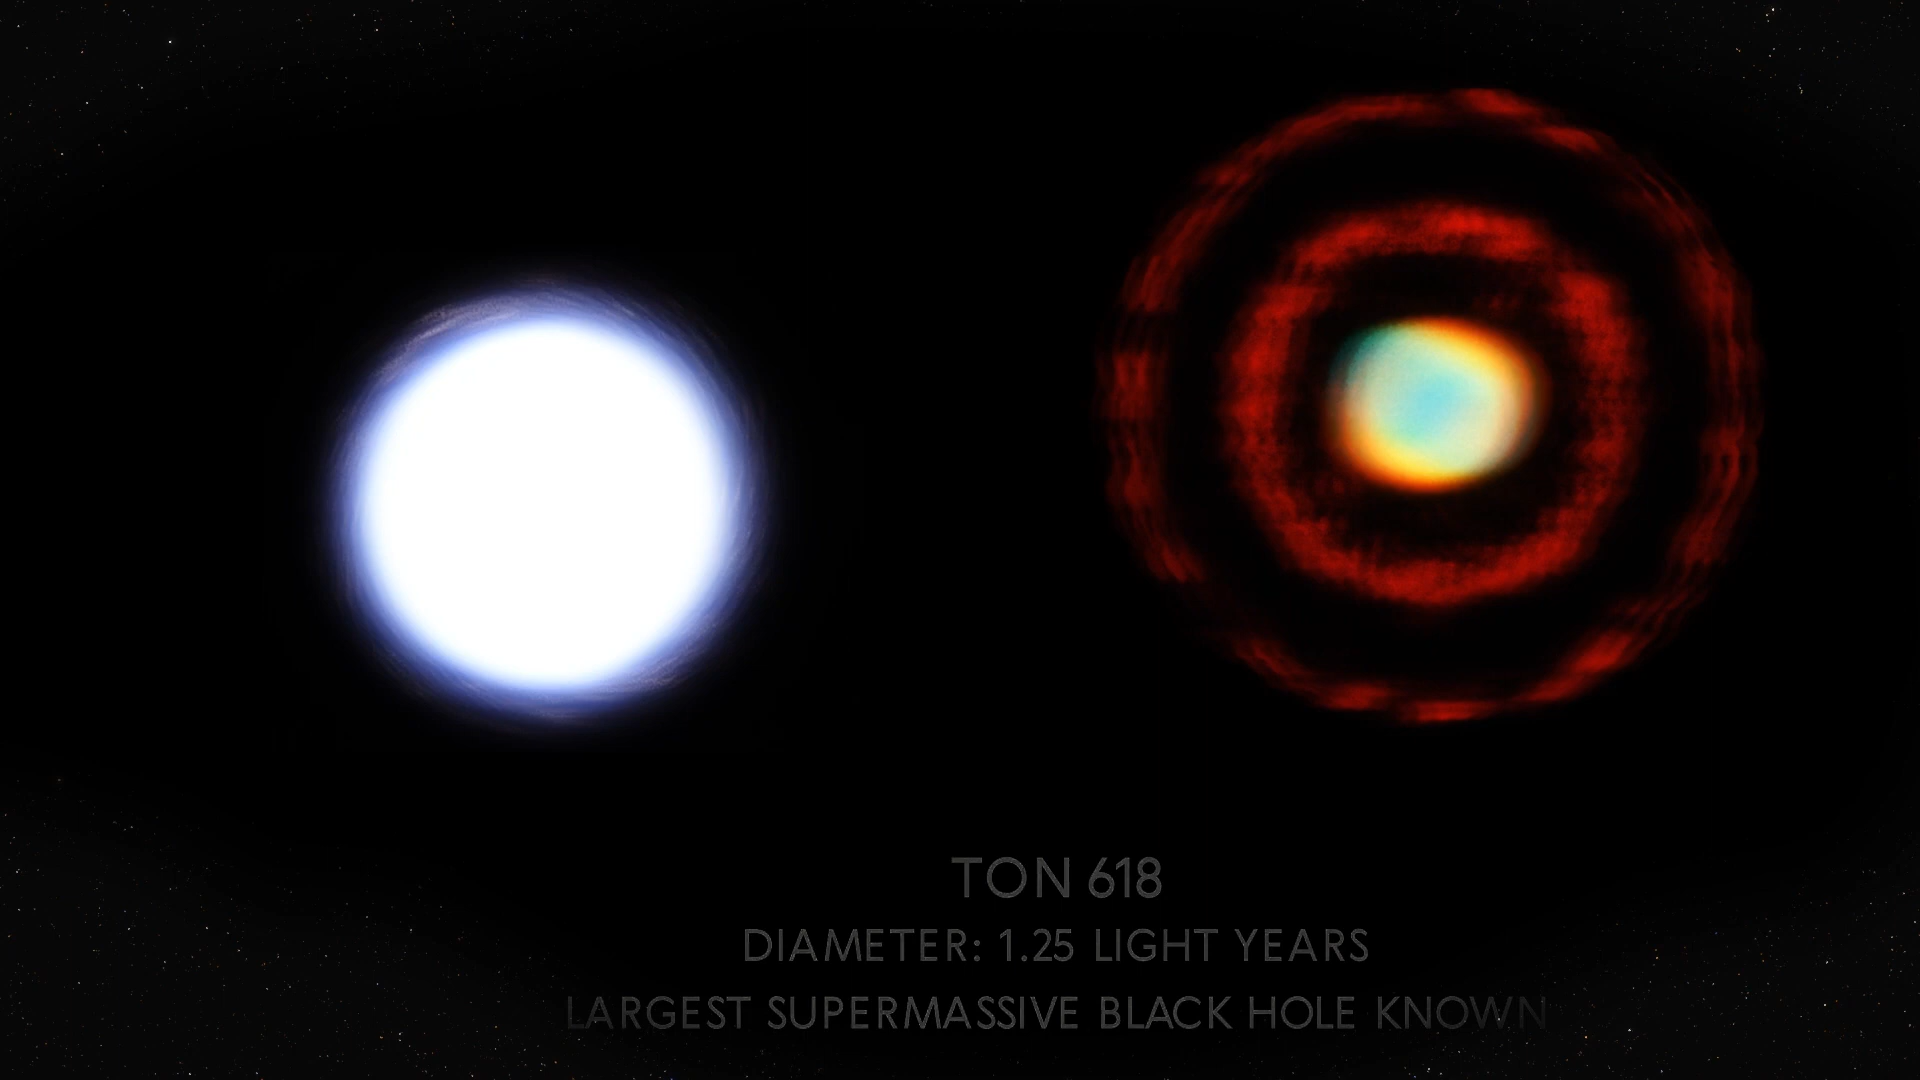 TON 618
DIAMETER: 1.25 LIGHT YEARS
LARGEST SUPERMASSIVE BLACK HOLE KNOWN